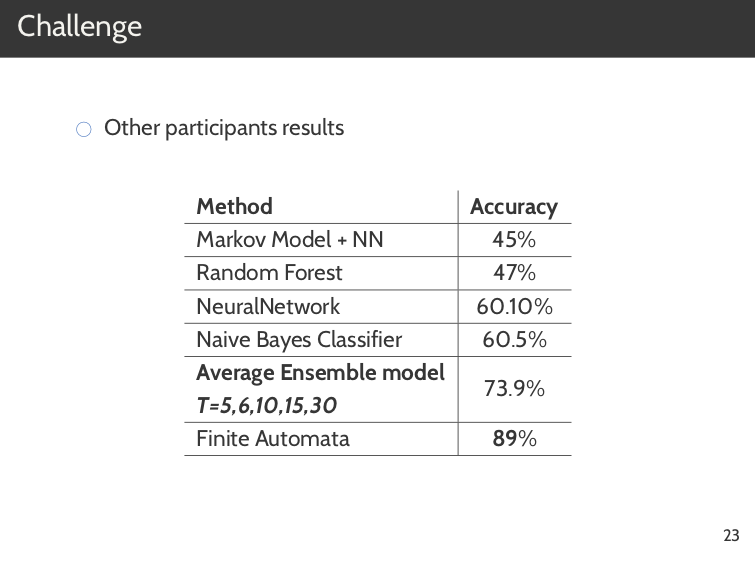 Challenge
Other participants results
Method Accuracy
Markov Model + NN 45%
Random Forest 47%
NeuralNetwork 60.10%
Naive Bayes Classifier 60.5%
Average Ensemble model
T=5,6,10,15,30 73.9%
Finite Automata 89%
23